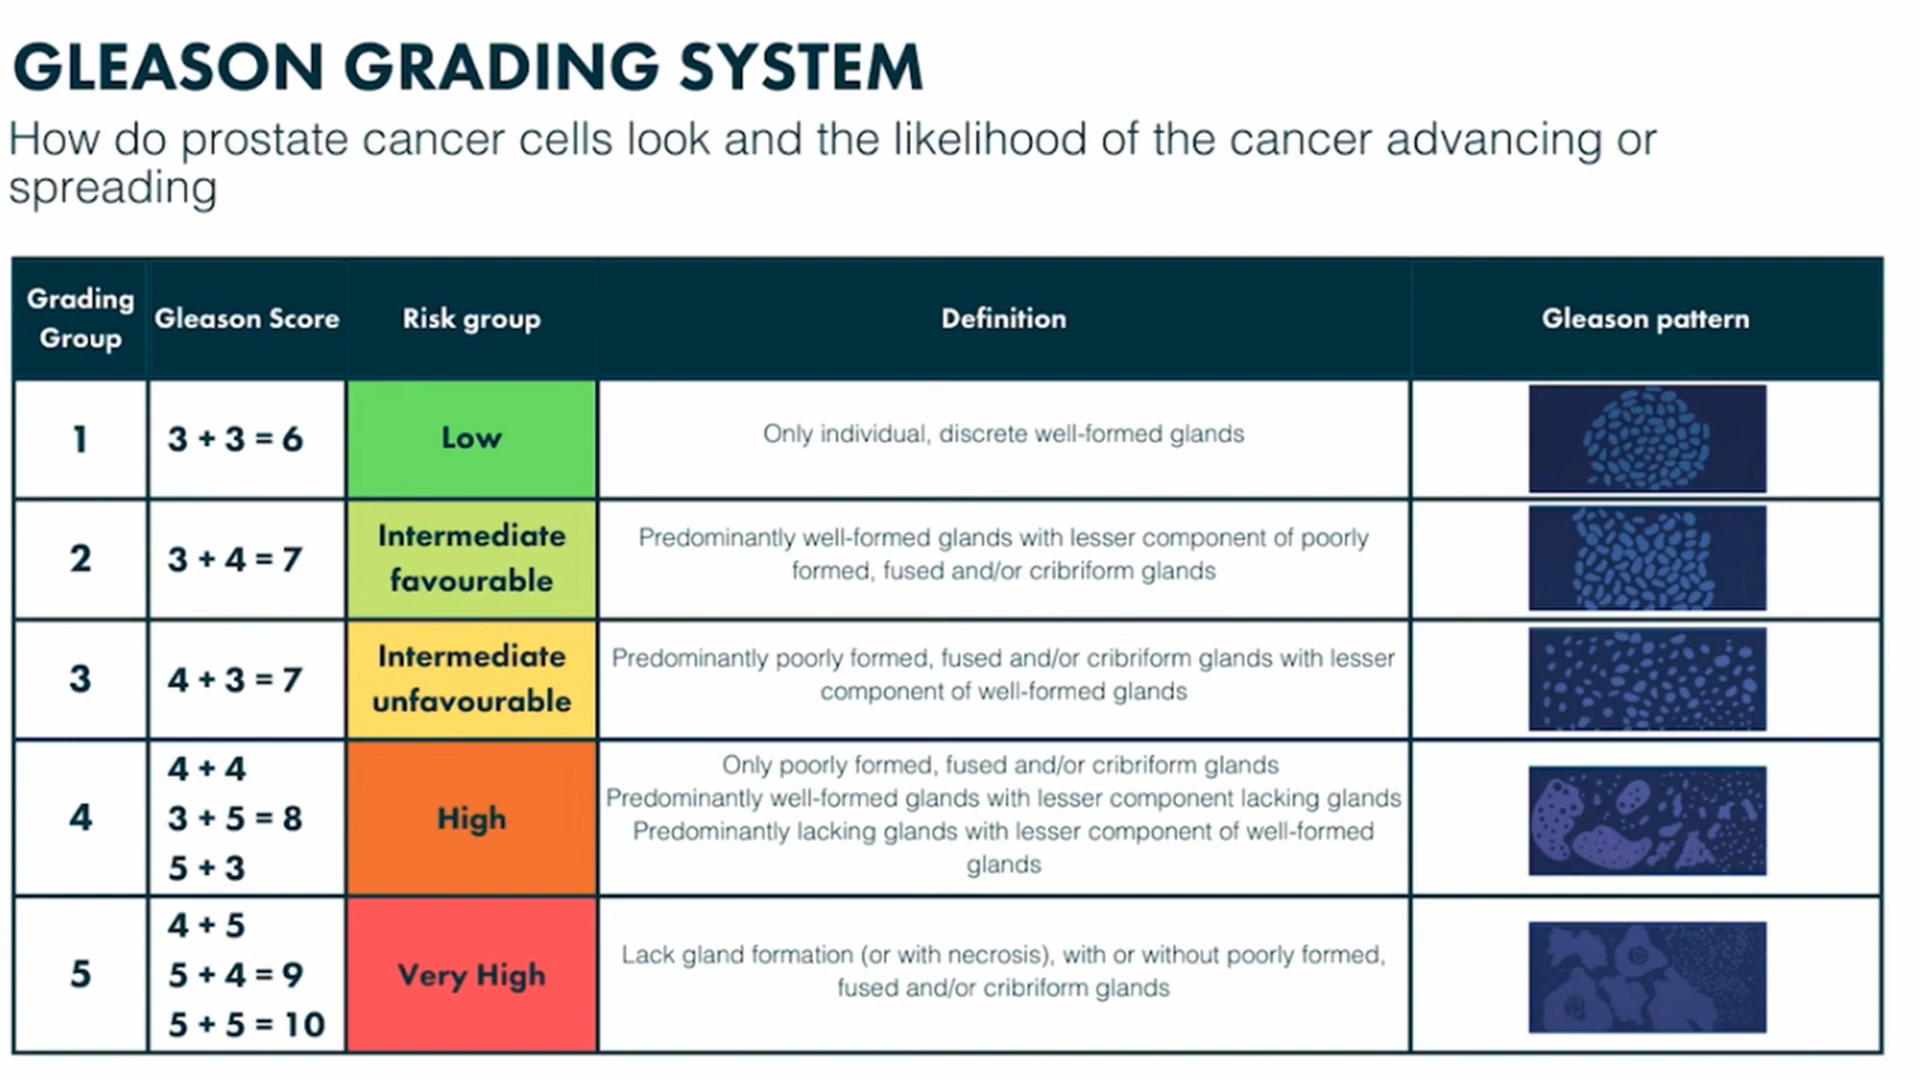 GLEASON GRADING SYSTEM
How do prostate cancer cells look and the likelihood of the cancer advancing or
spreading
Grading
Group
Gleason Score
Risk group
Definition
Gleason pattern
1
3 + 3 = 6
Low
Only individual, discrete well-formed glands
2
3 + 4 = 7
Intermediate
favourable
Predominantly well-formed glands with lesser component of poorly
formed, fused and/or cribriform glands
3
4 + 3 = 7
Intermediate
unfavourable
Predominantly poorly formed, fused and/or cribriform glands with lesser
component of well-formed glands
4
4 + 4
3 + 5 = 8
5 + 3
High
Only poorly formed, fused and/or cribriform glands
Predominantly well-formed glands with lesser component lacking glands
Predominantly lacking glands with lesser component of well-formed
glands
5
4 + 5
5 + 4 = 9
5 + 5 = 10
Very High
Lack gland formation (or with necrosis), with or without poorly formed,
fused and/or cribriform glands